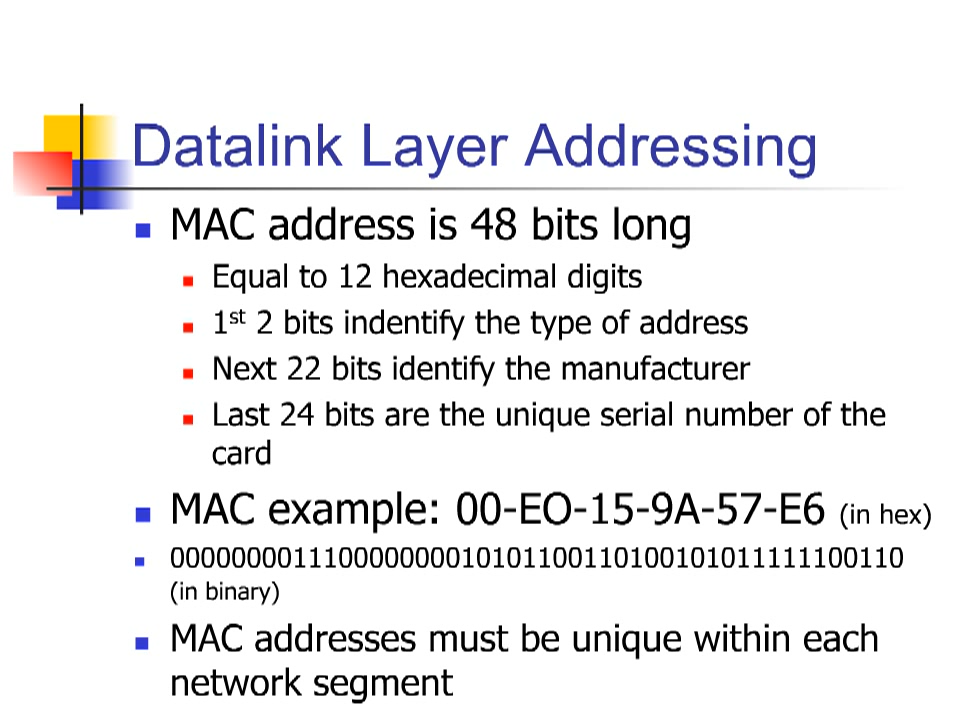 Datalink Layer Addressing
MAC address is 48 bits long
Equal to 12 hexadecimal digits
1st 2 bits indentify the type of address
Next 22 bits identify the manufacturer
Last 24 bits are the unique serial number of the
card
MAC example: 00-EO-15-9A-57-E6 (in hex)
000000001110000000010101100110100101011111100110
(in binary)
MAC addresses must be unique within each
network segment